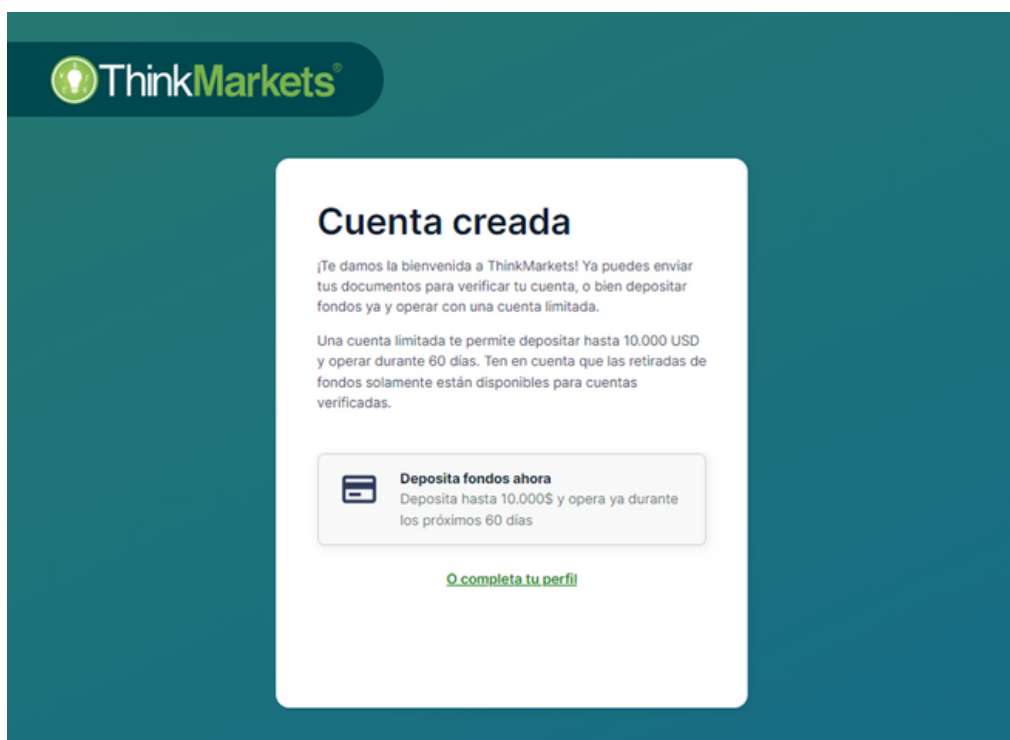 ThinkMarkets®
Cuenta creada
¡Te damos la bienvenida a ThinkMarkets! Ya puedes enviar
tus documentos para verificar tu cuenta, o bien depositar
fondos ya y operar con una cuenta limitada.
Una cuenta limitada te permite depositar hasta 10.000 USD
y operar durante 60 días. Ten en cuenta que las retiradas de
fondos solamente están disponibles para cuentas
verificadas.
Deposita fondos ahora
Deposita hasta 10.000$ y opera ya durante
los próximos 60 días
O completa tu perfil